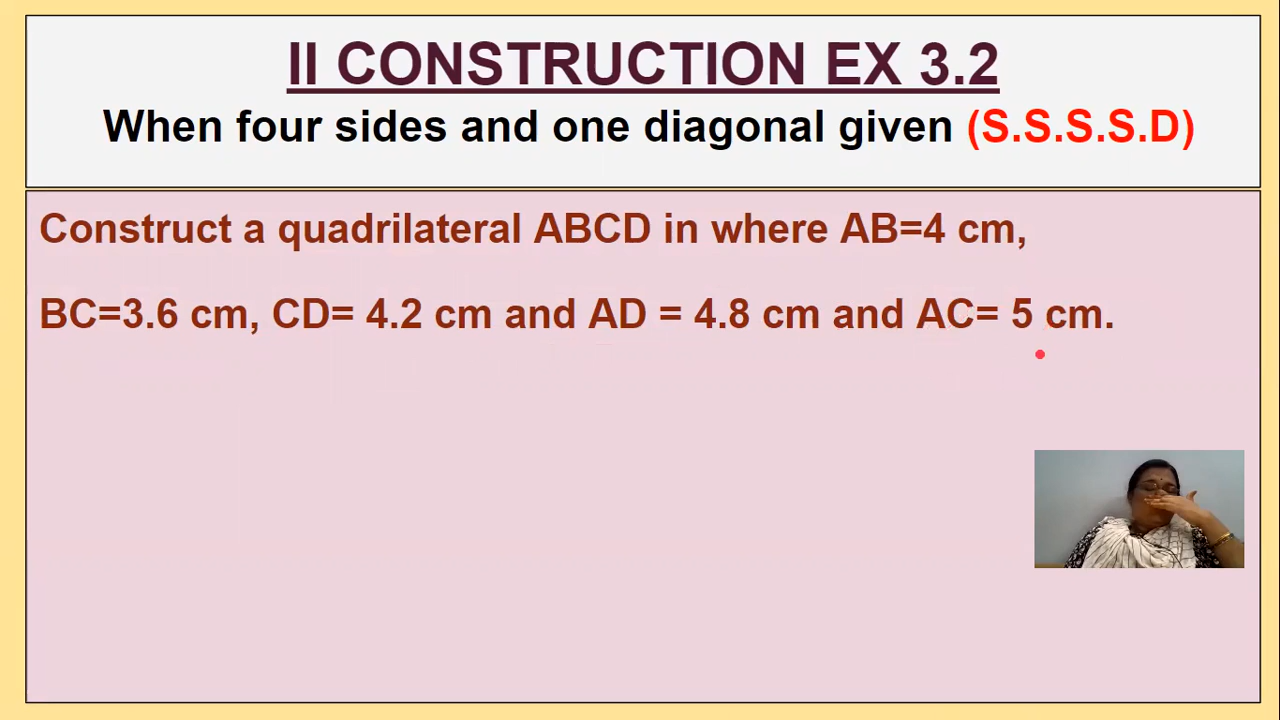 II CONSTRUCTION EX 3.2
When four sides and one diagonal given (S.S.S.S.D)
Construct a quadrilateral ABCD in where AB=4 cm,
BC=3.6 cm, CD= 4.2 cm and AD = 4.8 cm and AC= 5 cm.